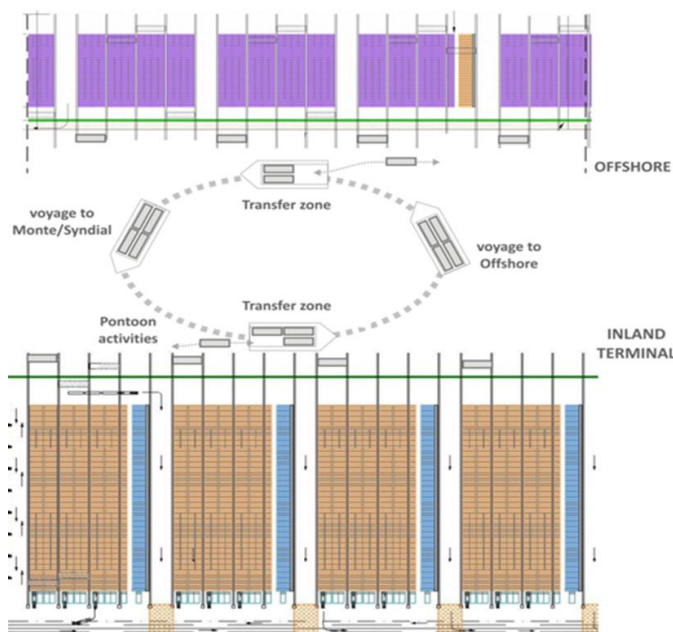 OFFSHORE
Transfer zone
voyage to
Monte/Syndial
voyage to
Offshore
Transfer zone
Pontoon
activities
INLAND
TERMINAL